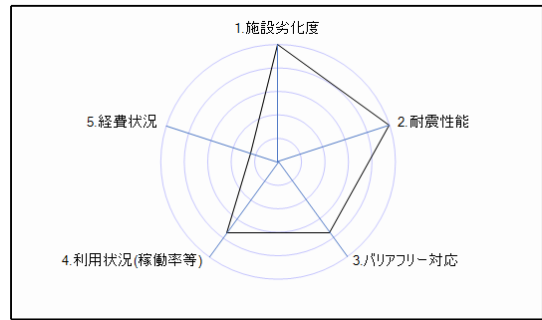 1.施設劣化度
2.耐震性能
3.バリアフリー対応
4.利用状況(稼働率等)
5.経費状況